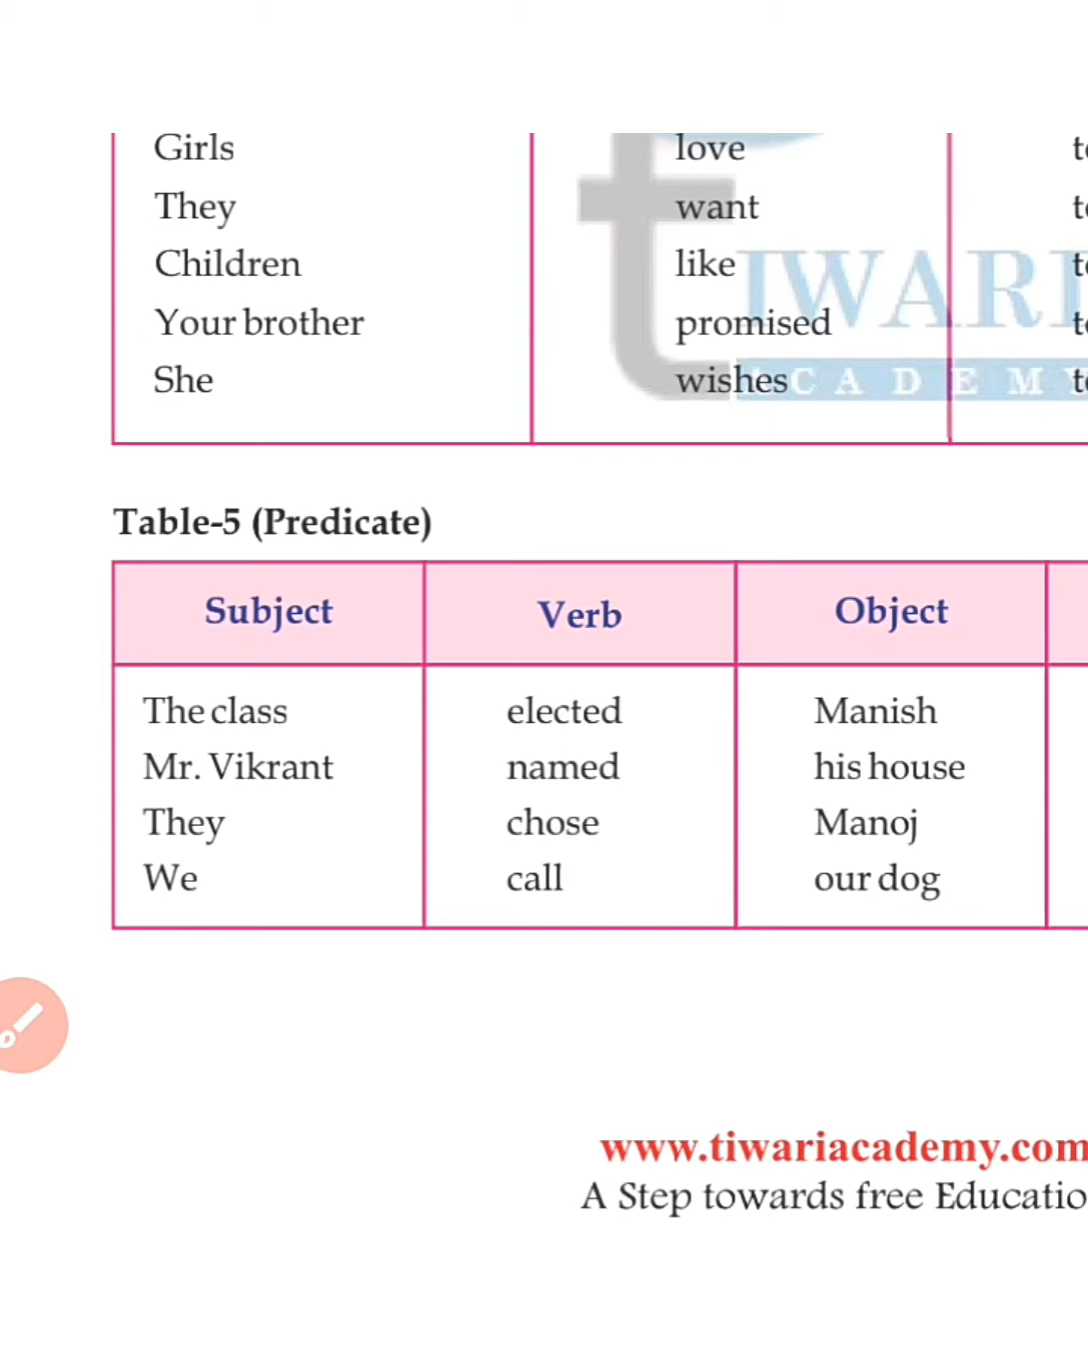 Girls love
They want
Children like
Your brother promised
She wishes
TIWARI
ACADEMY
Table-5 (Predicate)
Subject Verb Object
The class elected Manish
Mr. Vikrant named his house
They chose Manoj
We call our dog
www.tiwariacademy.com
A Step towards free